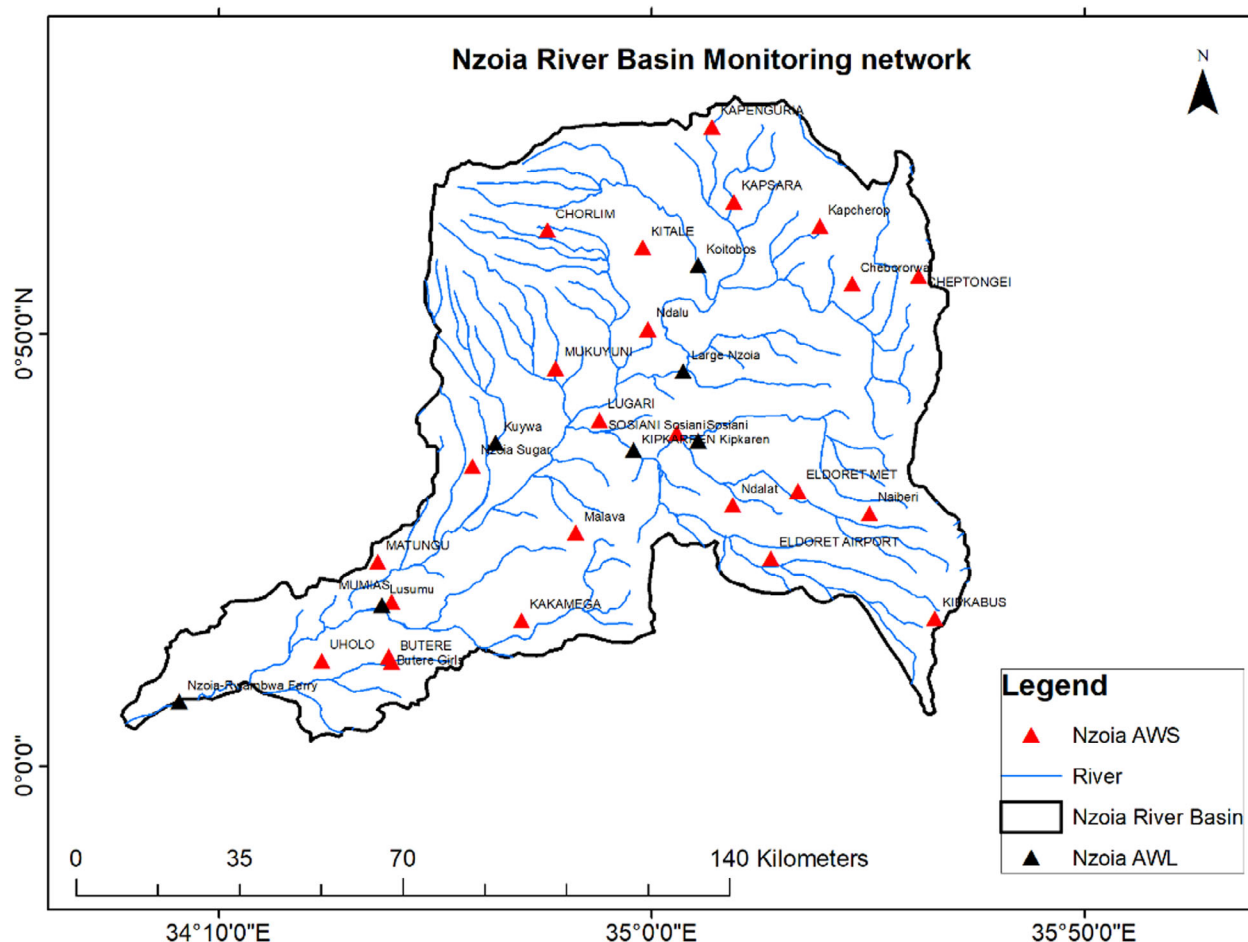 Nzoia River Basin Monitoring network
N
KAPENGURIA
KAPSARA
Kapcherop
CHORLIM
KITALE
Koitobos
Chebororwai
CHEPTONGEI
Ndalu
0°50'0"N
Large Nzoia
MUKUYUNI
LUGARI
SOSIANI Sosiani Sosiani
Kuywa
KIPKARREN Kipkaren
Nzoia Sugar
ELDORET MET
Ndalat
Naiberi
Malava
ELDORET AIRPORT
MATUNGU
MUMIAS
Lusumu
KAKAMEGA
KIPKABUS
UHOLO
BUTERE
Butere Girls
Nzoia-Rwambwa Ferry
Legend
Nzoia AWS
River
Nzoia River Basin
Nzoia AWL
0°0'0"
0 35 70 140 Kilometers
34°10'0"E 35°0'0"E 35°50'0"E